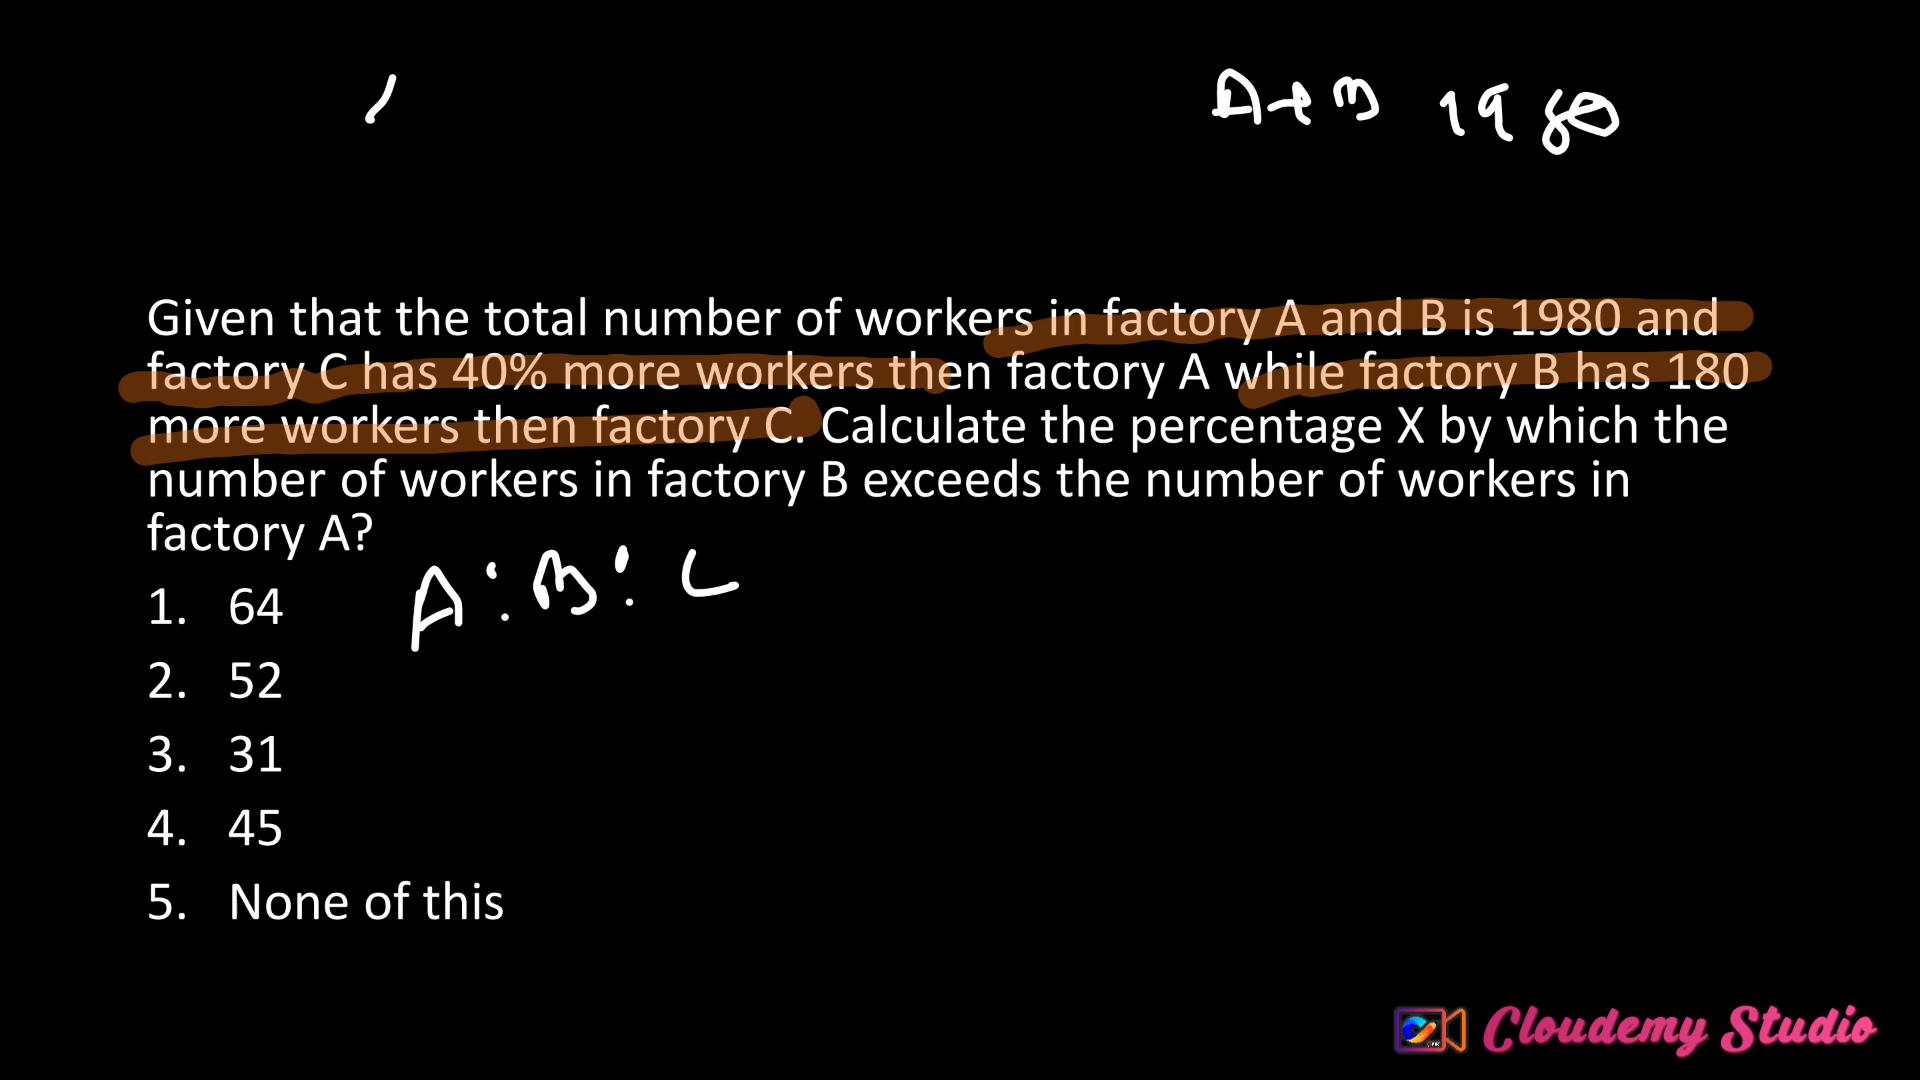 A+B 1980
Given that the total number of workers in factory A and B is 1980 and
factory C has 40% more workers then factory A while factory B has 180
more workers then factory C. Calculate the percentage X by which the
number of workers in factory B exceeds the number of workers in
factory A?
A : B : C
1. 64
2. 52
3. 31
4. 45
5. None of this
Cloudemy Studio